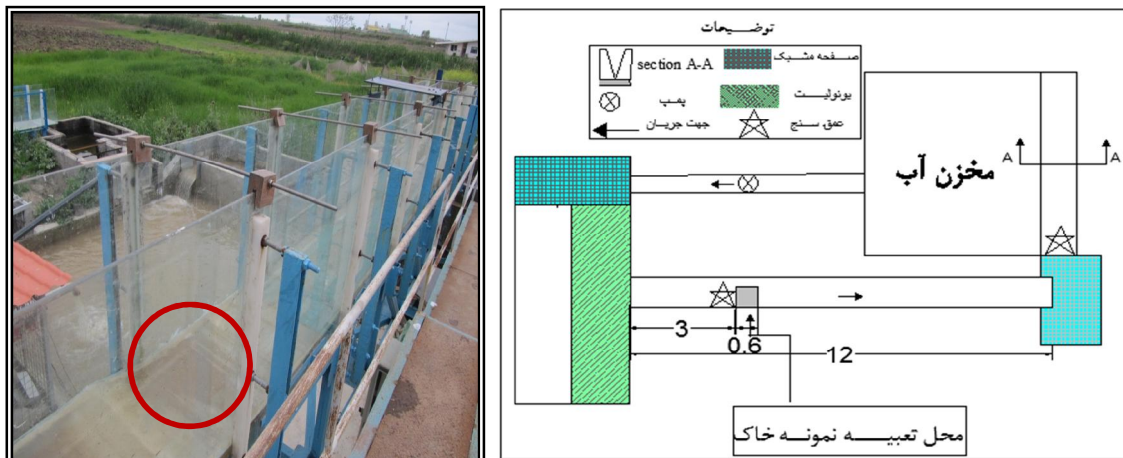 توضیحات
section A-A
صفحه مشبک
پمپ
یونولیت
جهت جریان
عمق سنج
A
A
مخزن آب
3
0.6
12
محل تعبیه نمونه خاک